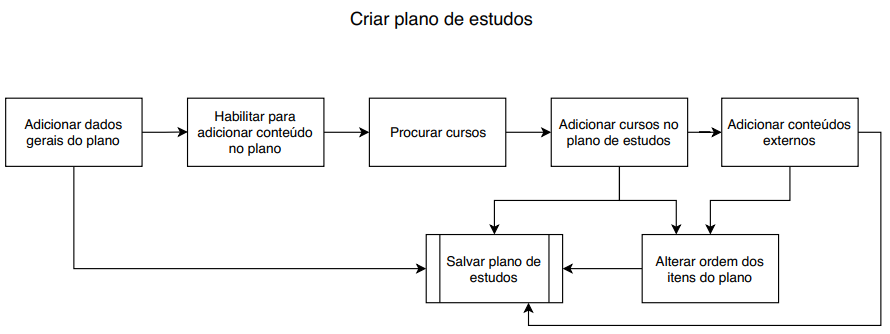 Criar plano de estudos
Adicionar dados
gerais do plano
Habilitar para
adicionar conteúdo
no plano
Procurar cursos
Adicionar cursos no
plano de estudos
Adicionar conteúdos
externos
Salvar plano de
estudos
Alterar ordem dos
itens do plano